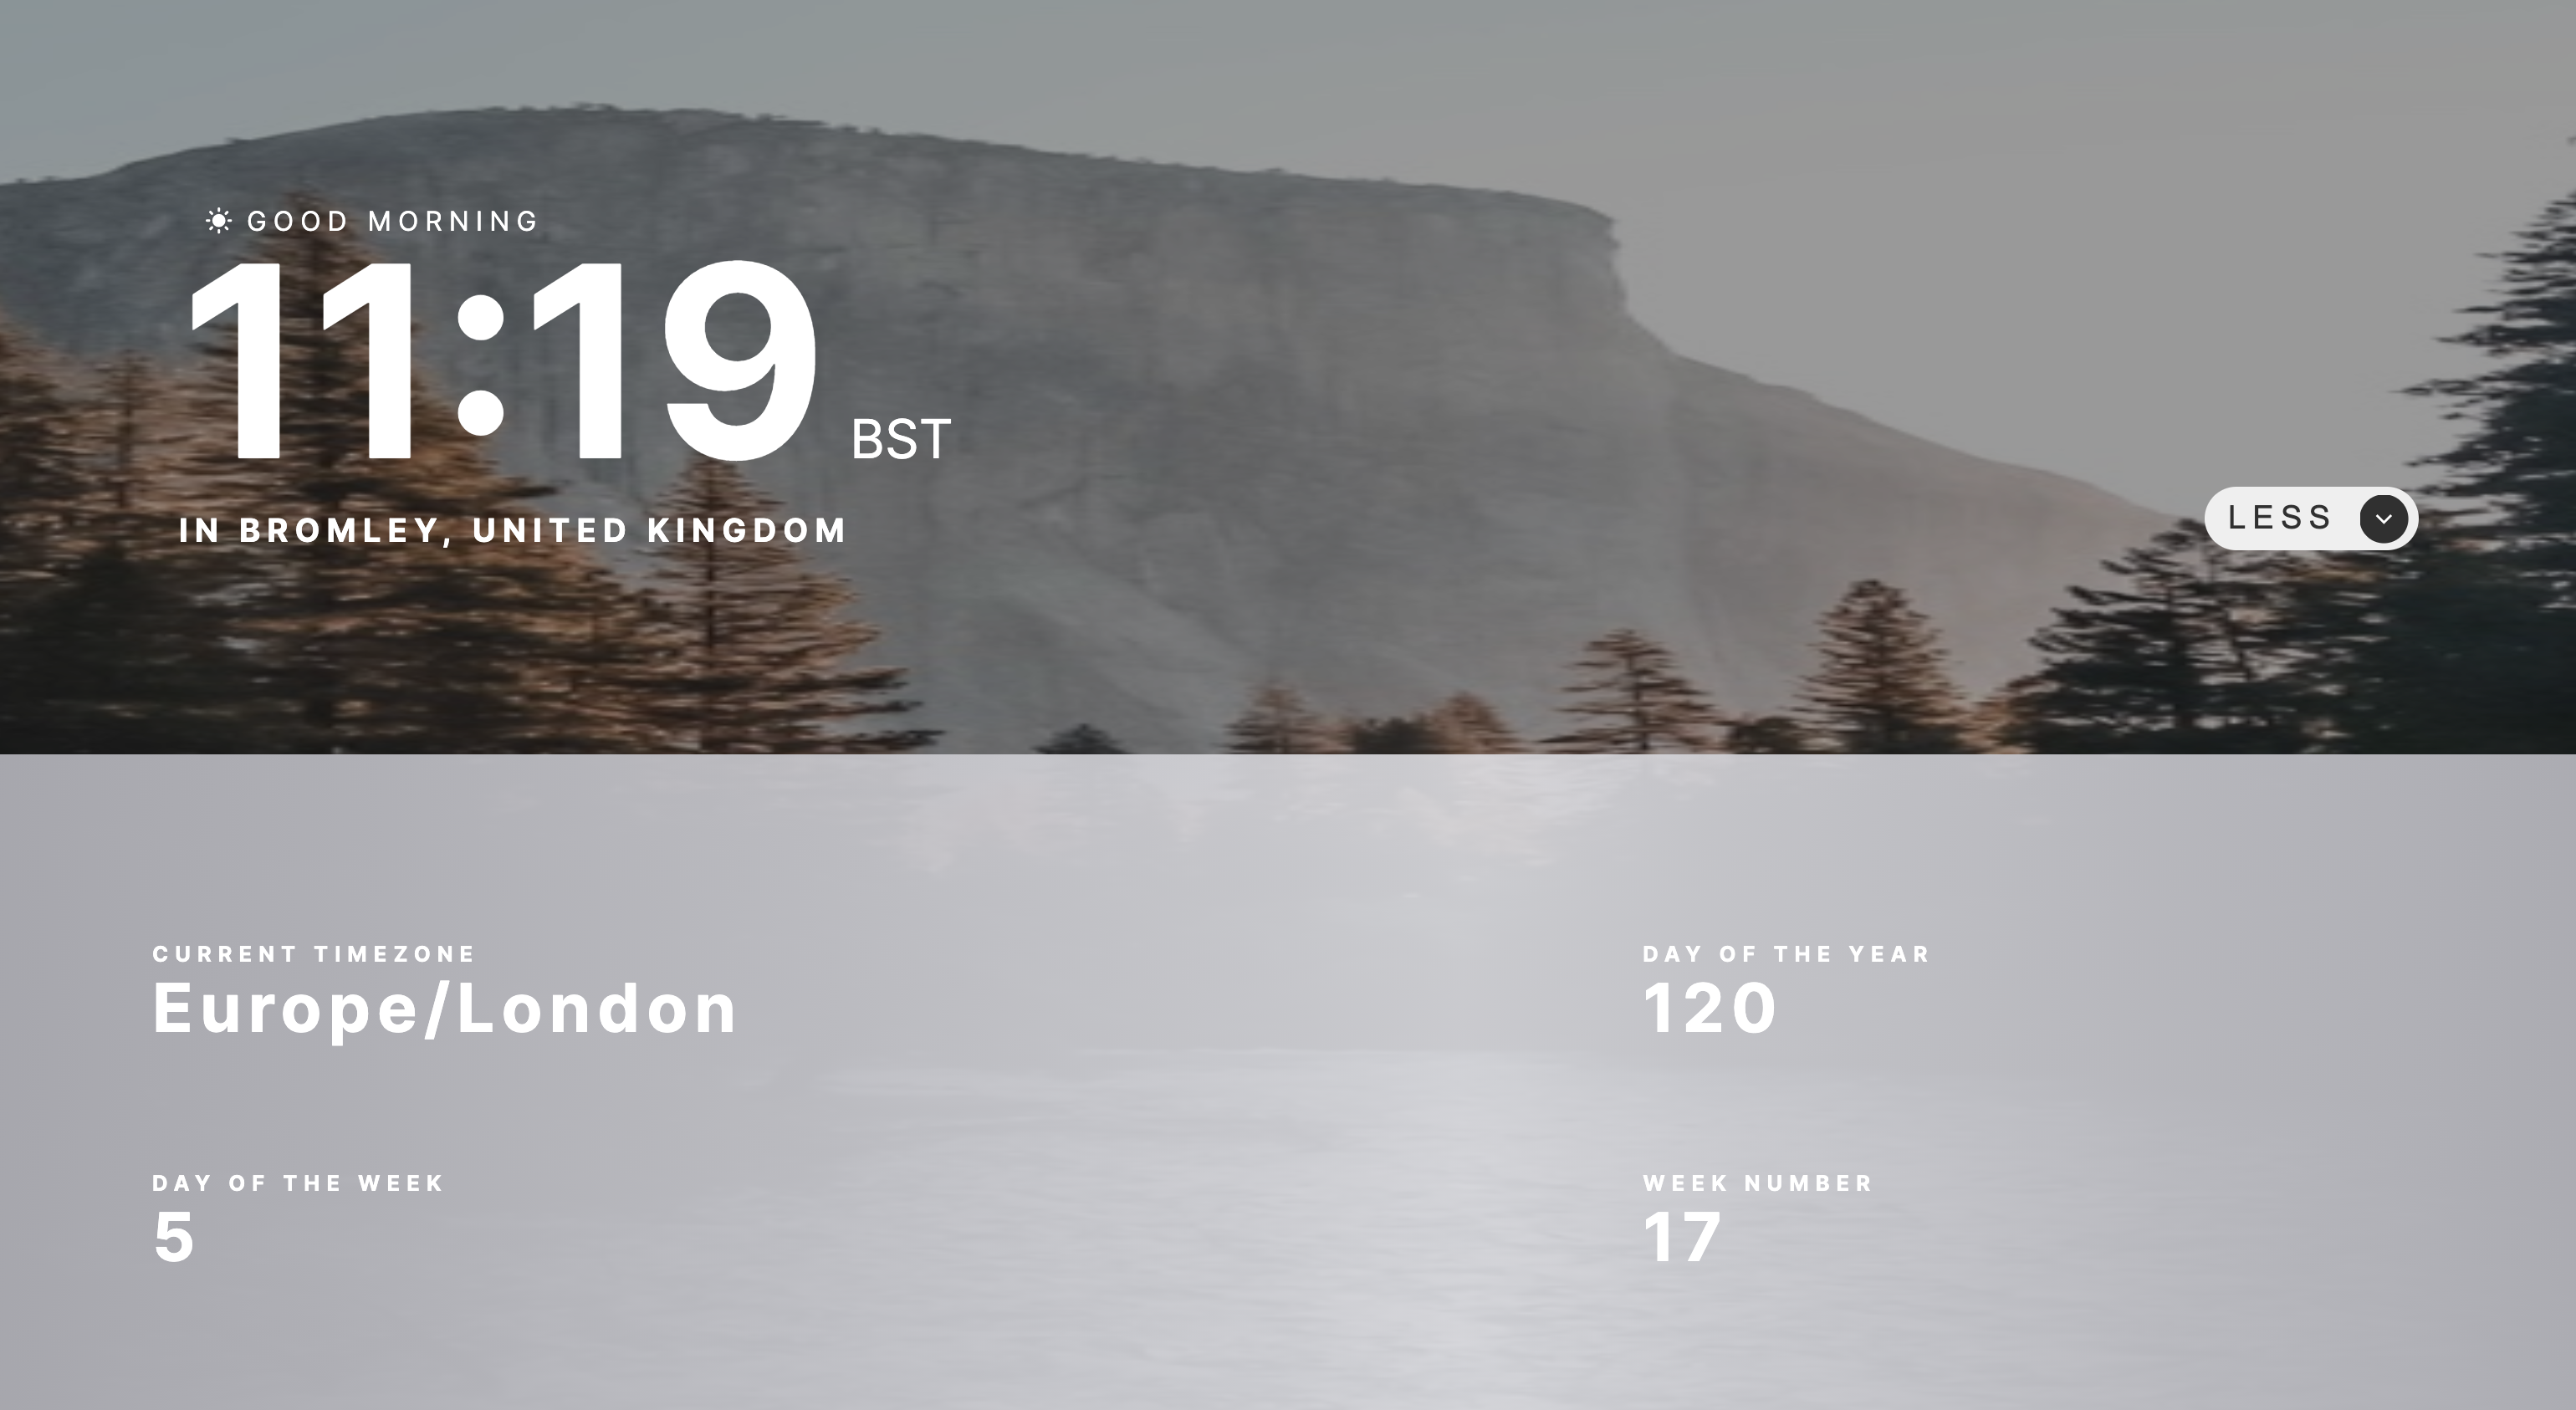 GOOD MORNING
11:19 BST
IN BROMLEY, UNITED KINGDOM
LESS
CURRENT TIMEZONE
Europe/London
DAY OF THE YEAR
120
DAY OF THE WEEK
5
WEEK NUMBER
17